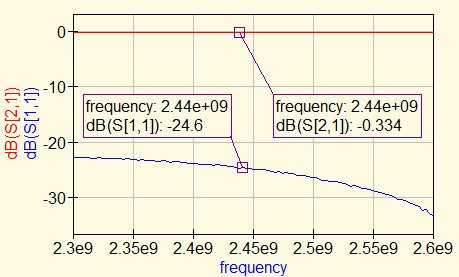 dB(S[2,1])
dB(S[1,1])
0
-10
-20
-30
frequency: 2.44e+09
dB(S[1,1]): -24.6
frequency: 2.44e+09
dB(S[2,1]): -0.334
2.3e9 2.35e9 2.4e9 2.45e9 2.5e9 2.55e9 2.6e9
frequency